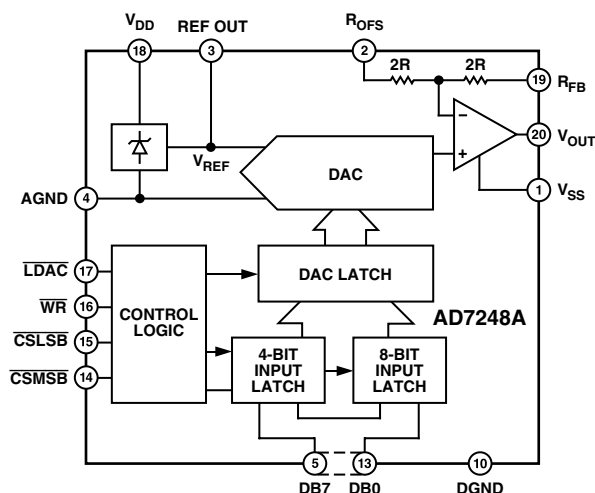 VDD
REF OUT
ROFS
18
3
2
2R
2R
19
RFB
−
20
VOUT
VREF
DAC
+
AGND
4
1
VSS
LDAC
17
DAC LATCH
WR
16
CONTROL
LOGIC
AD7248A
CSLSB
15
4-BIT
INPUT
LATCH
8-BIT
INPUT
LATCH
CSMSB
14
5
13
10
DB7
DB0
DGND